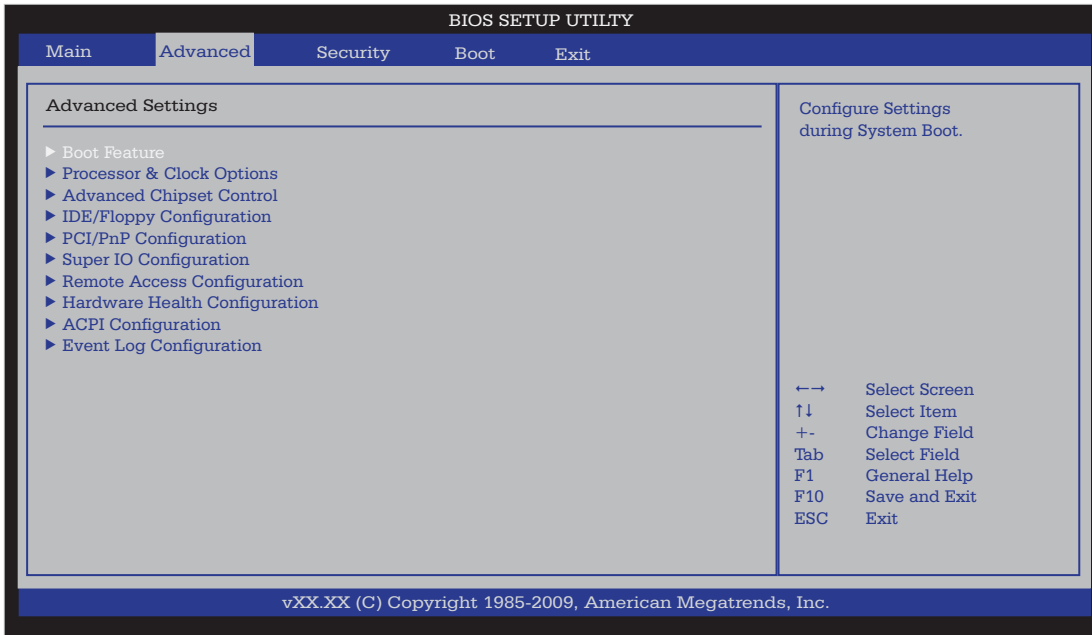 BIOS SETUP UTILTY
Main Advanced Security Boot Exit
Advanced Settings
▶ Boot Feature
▶ Processor & Clock Options
▶ Advanced Chipset Control
▶ IDE/Floppy Configuration
▶ PCI/PnP Configuration
▶ Super IO Configuration
▶ Remote Access Configuration
▶ Hardware Health Configuration
▶ ACPI Configuration
▶ Event Log Configuration
Configure Settings
during System Boot.
←→ Select Screen
↑↓ Select Item
+- Change Field
Tab Select Field
F1 General Help
F10 Save and Exit
ESC Exit
vXX.XX (C) Copyright 1985-2009, American Megatrends, Inc.